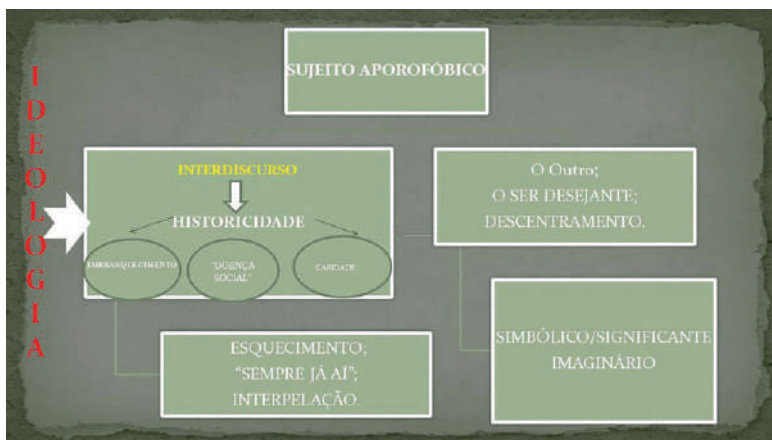 IDEOLOGIA
SUJEITO APOROFÓBICO
INTERDISCURSO
HISTORICIDADE
EMBRANQUECIMENTO
"DOENÇA
SOCIAL"
CARIDADE
O Outro;
O SER DESEJANTE;
DESCENTRAMENTO.
ESQUECIMENTO;
"SEMPRE JÁ AÍ";
INTERPELAÇÃO.
SIMBÓLICO/SIGNIFICANTE
IMAGINÁRIO